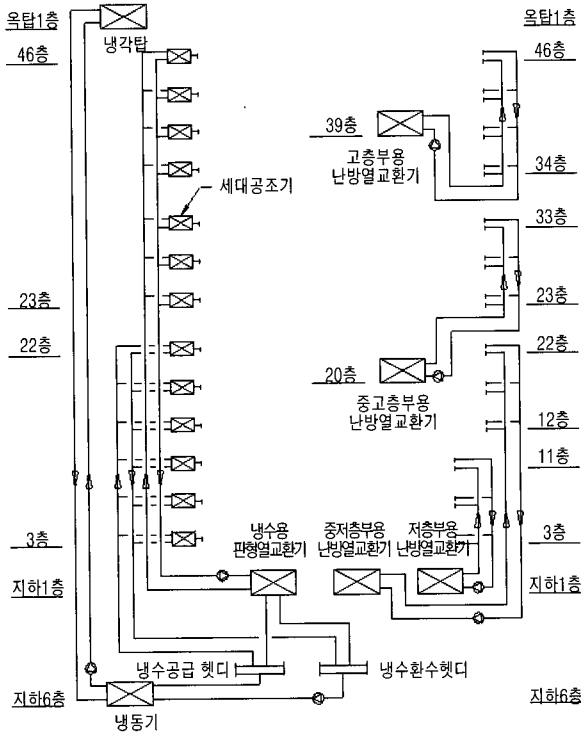 옥탑1층
냉각탑
46층
세대공조기
23층
22층
3층
지하1층
지하6층
냉수용
판형열교환기
냉수공급 헷디
냉수환수헷디
냉동기
옥탑1층
46층
39층
고층부용
난방열교환기
34층
33층
23층
22층
20층
중고층부용
난방열교환기
12층
11층
중저층부용
난방열교환기
저층부용
난방열교환기
3층
지하1층
지하6층